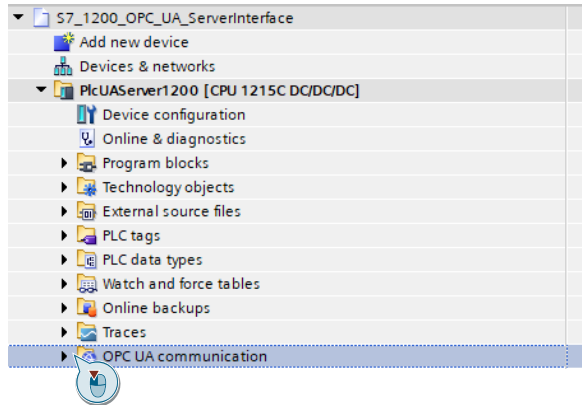 S7_1200_OPC_UA_ServerInterface
Add new device
Devices & networks
PlcUAServer1200 [CPU 1215C DC/DC/DC]
Device configuration
Online & diagnostics
Program blocks
Technology objects
External source files
PLC tags
PLC data types
Watch and force tables
Online backups
Traces
OPC UA communication